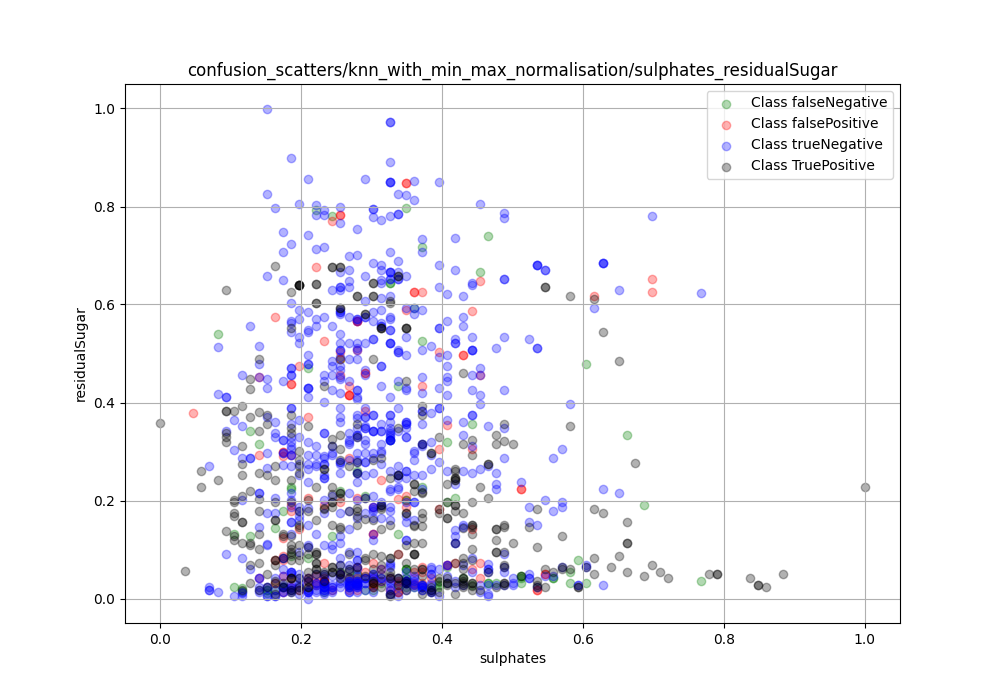 confusion_scatters/knn_with_min_max_normalisation/sulphates_residualSugar
Class falseNegative
Class falsePositive
Class trueNegative
Class TruePositive
1.0
0.8
0.6
0.4
0.2
0.0
residualSugar
0.0 0.2 0.4 0.6 0.8 1.0
sulphates